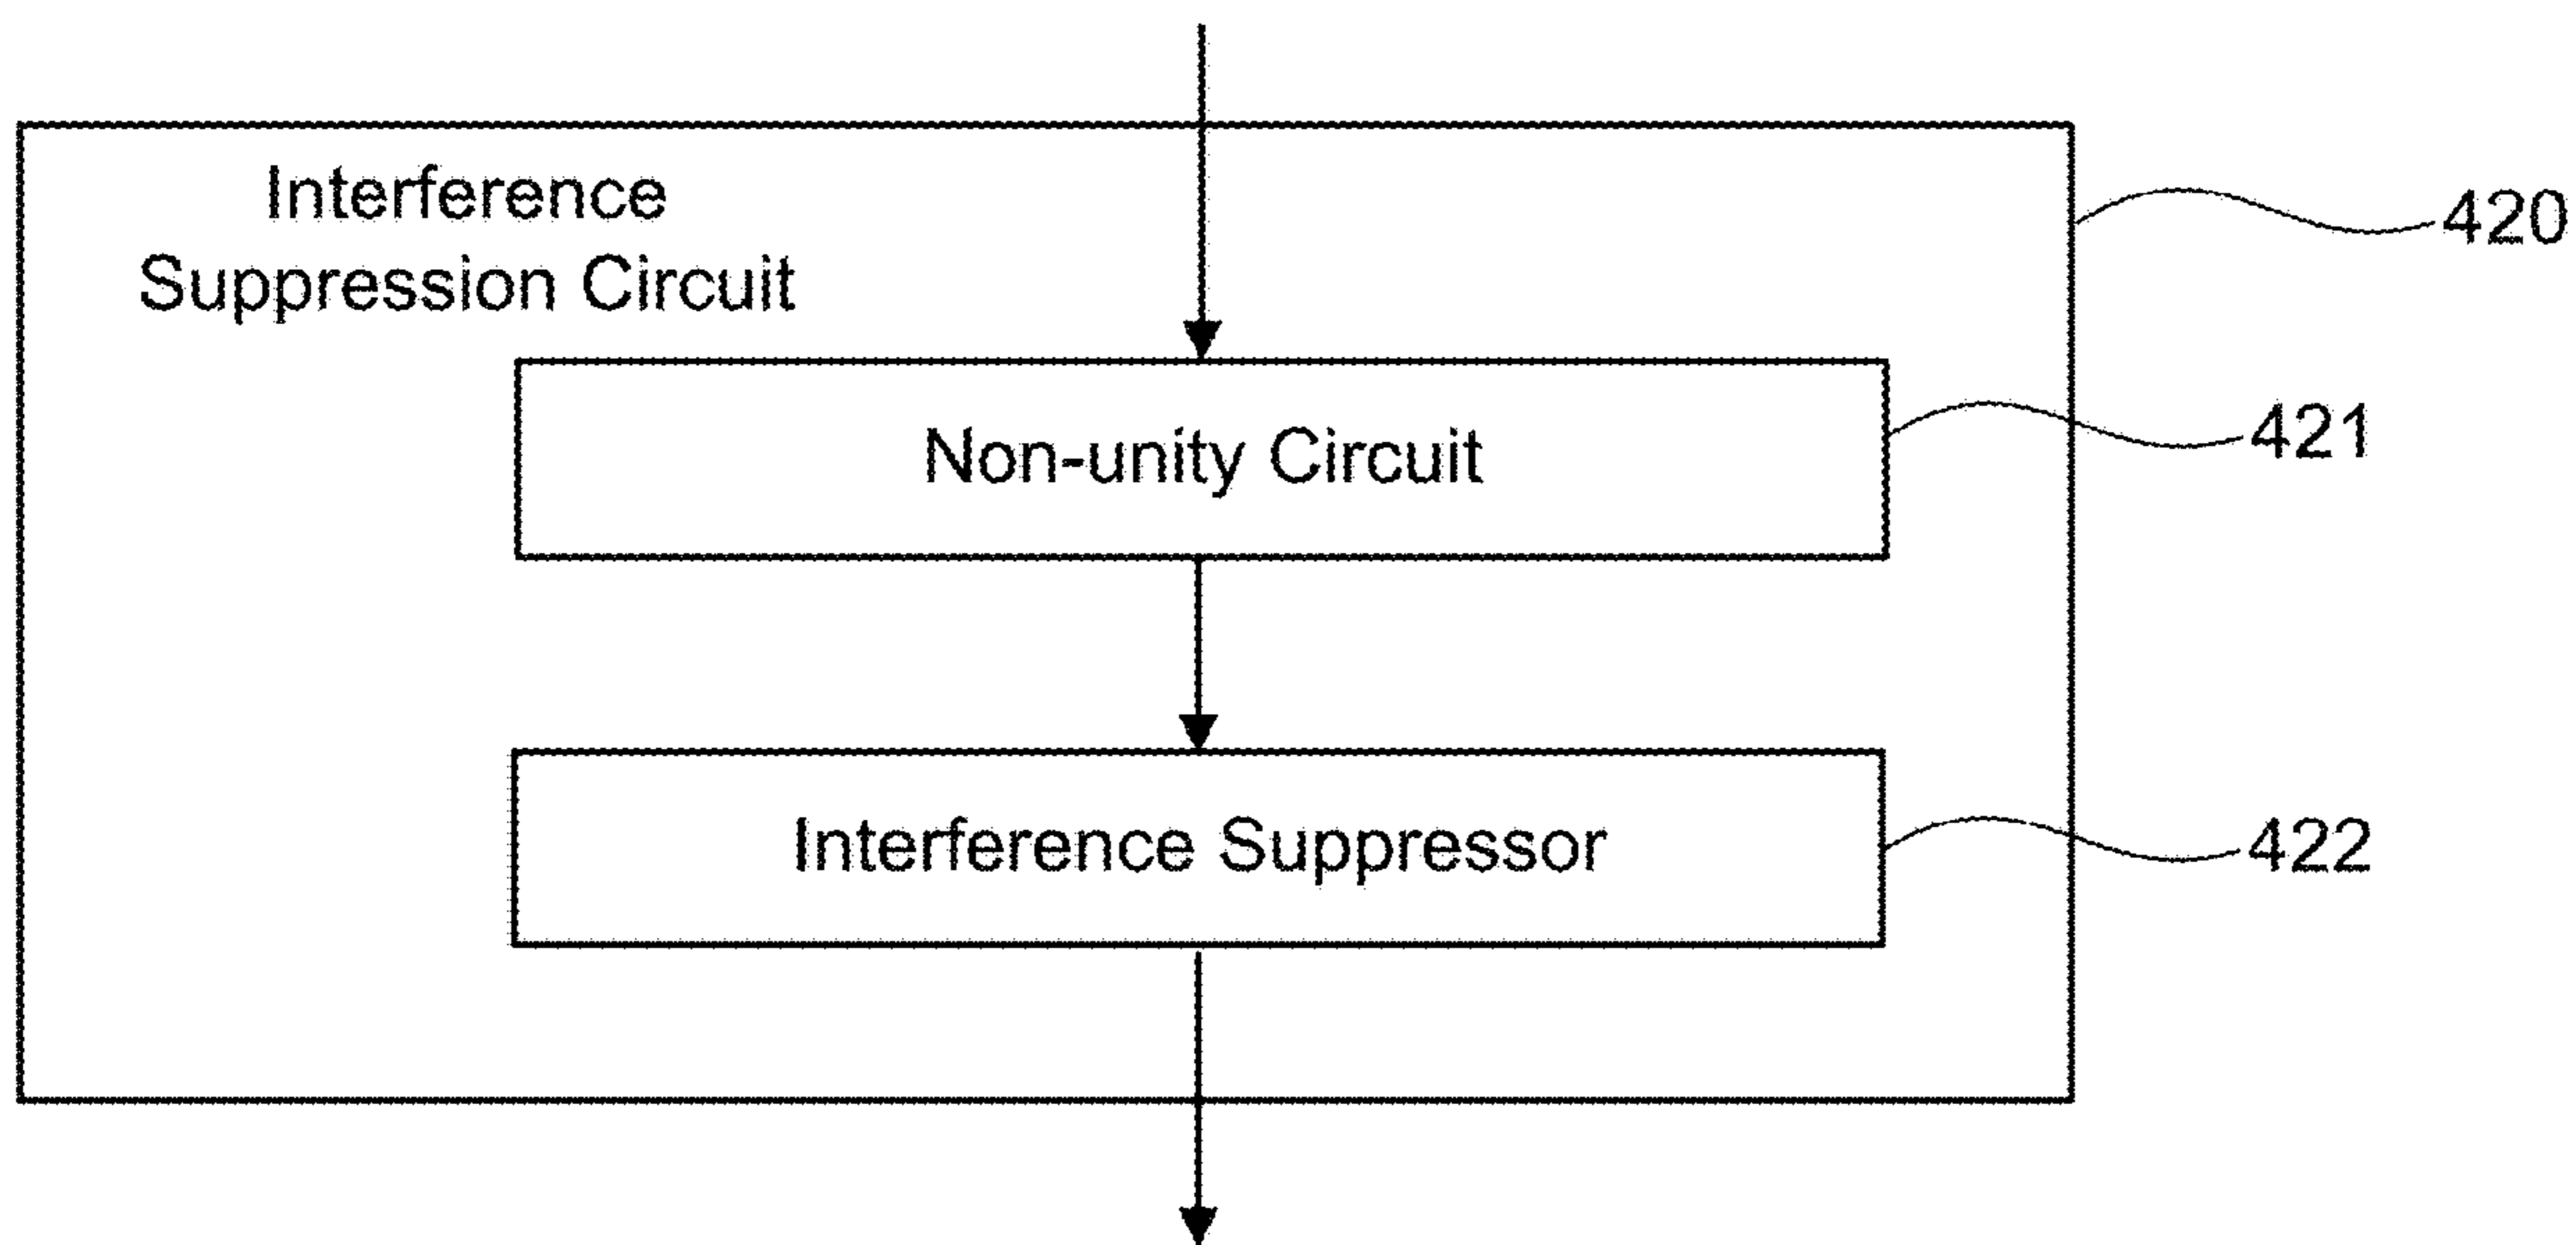 Interference
Suppression Circuit
420
Non-unity Circuit
421
Interference Suppressor
422